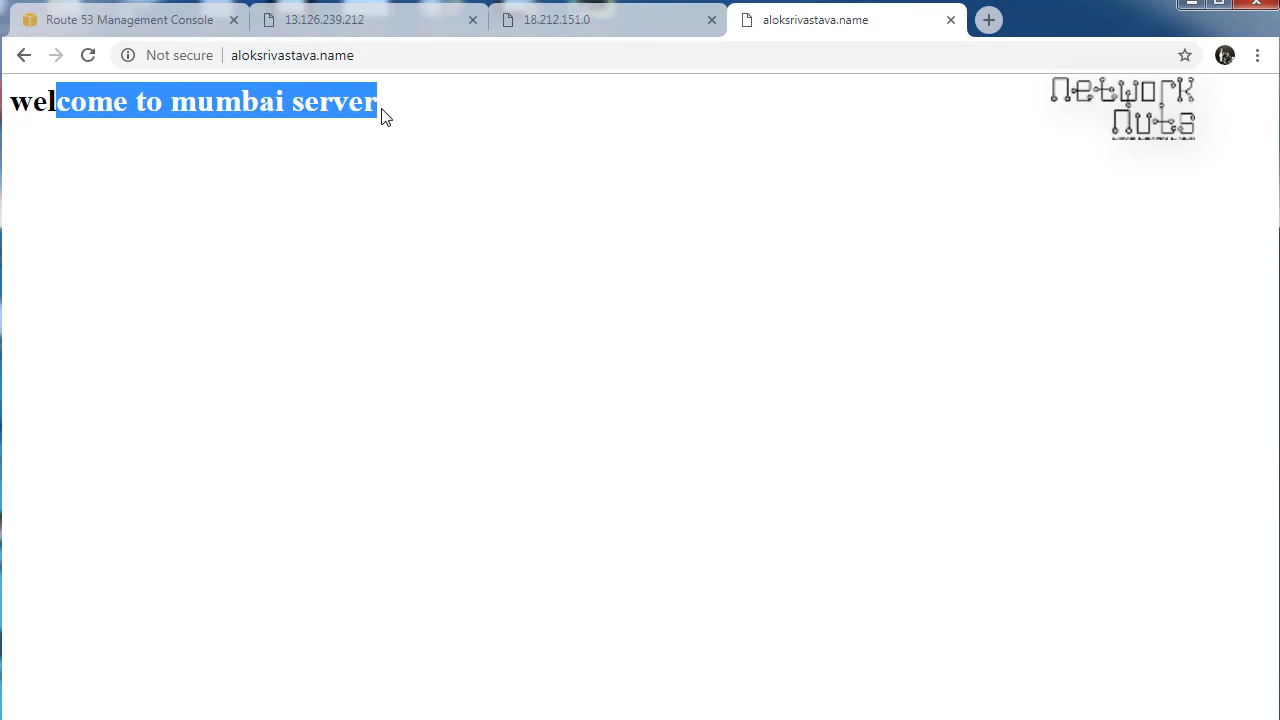 Route 53 Management Console
13.126.239.212
18.212.151.0
aloksrivastava.name
Not secure
aloksrivastava.name
welcome to mumbai server
Network
Nuts